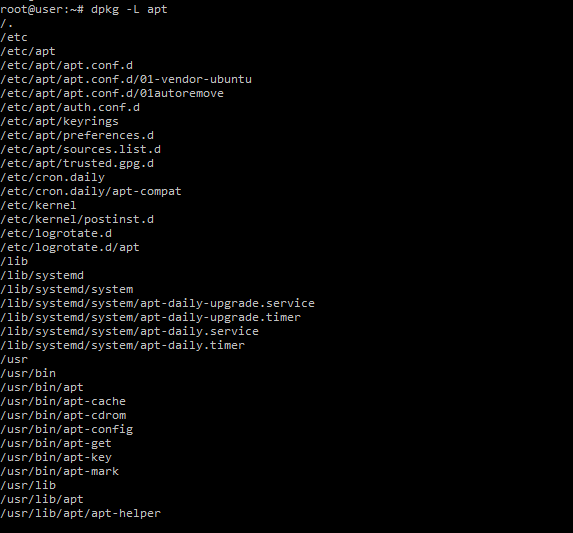 root@user:~# dpkg -L apt
/.
/etc
/etc/apt
/etc/apt/apt.conf.d
/etc/apt/apt.conf.d/01-vendor-ubuntu
/etc/apt/apt.conf.d/01autoremove
/etc/apt/auth.conf.d
/etc/apt/keyrings
/etc/apt/preferences.d
/etc/apt/sources.list.d
/etc/apt/trusted.gpg.d
/etc/cron.daily
/etc/cron.daily/apt-compat
/etc/kernel
/etc/kernel/postinst.d
/etc/logrotate.d
/etc/logrotate.d/apt
/lib
/lib/systemd
/lib/systemd/system
/lib/systemd/system/apt-daily-upgrade.service
/lib/systemd/system/apt-daily-upgrade.timer
/lib/systemd/system/apt-daily.service
/lib/systemd/system/apt-daily.timer
/usr
/usr/bin
/usr/bin/apt
/usr/bin/apt-cache
/usr/bin/apt-cdrom
/usr/bin/apt-config
/usr/bin/apt-get
/usr/bin/apt-key
/usr/bin/apt-mark
/usr/lib
/usr/lib/apt
/usr/lib/apt/apt-helper